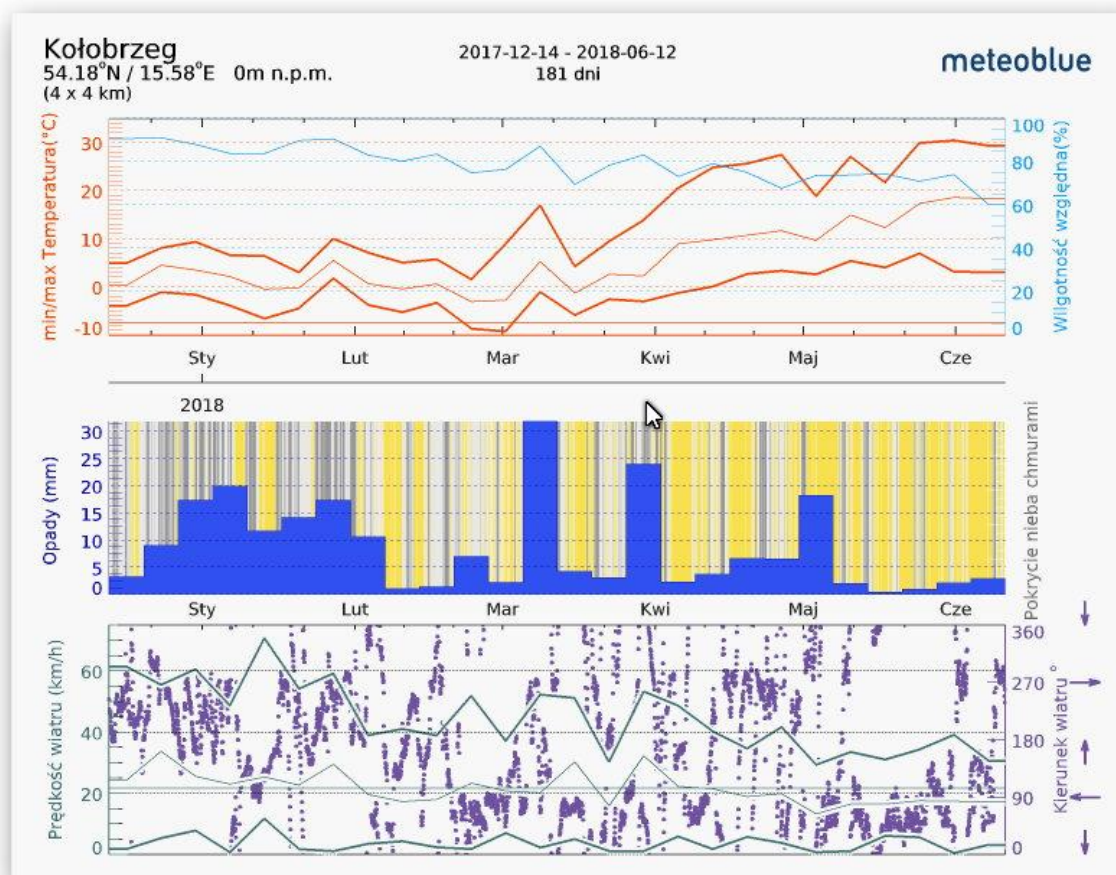 Kołobrzeg
54.18°N / 15.58°E 0m n.p.m.
(4 x 4 km)
2017-12-14 - 2018-06-12
181 dni
meteoblue
min/max Temperatura(°C)
30
20
10
0
-10
100
80
60
40
20
0
Wilgotność względna(%)
Sty Lut Mar Kwi Maj Cze
2018
Opady (mm)
30
25
20
15
10
5
0
Pokrycie nieba chmurami
Sty Lut Mar Kwi Maj Cze
Prędkość wiatru (km/h)
60
40
20
0
360
270
180
90
0
Kierunek wiatru°